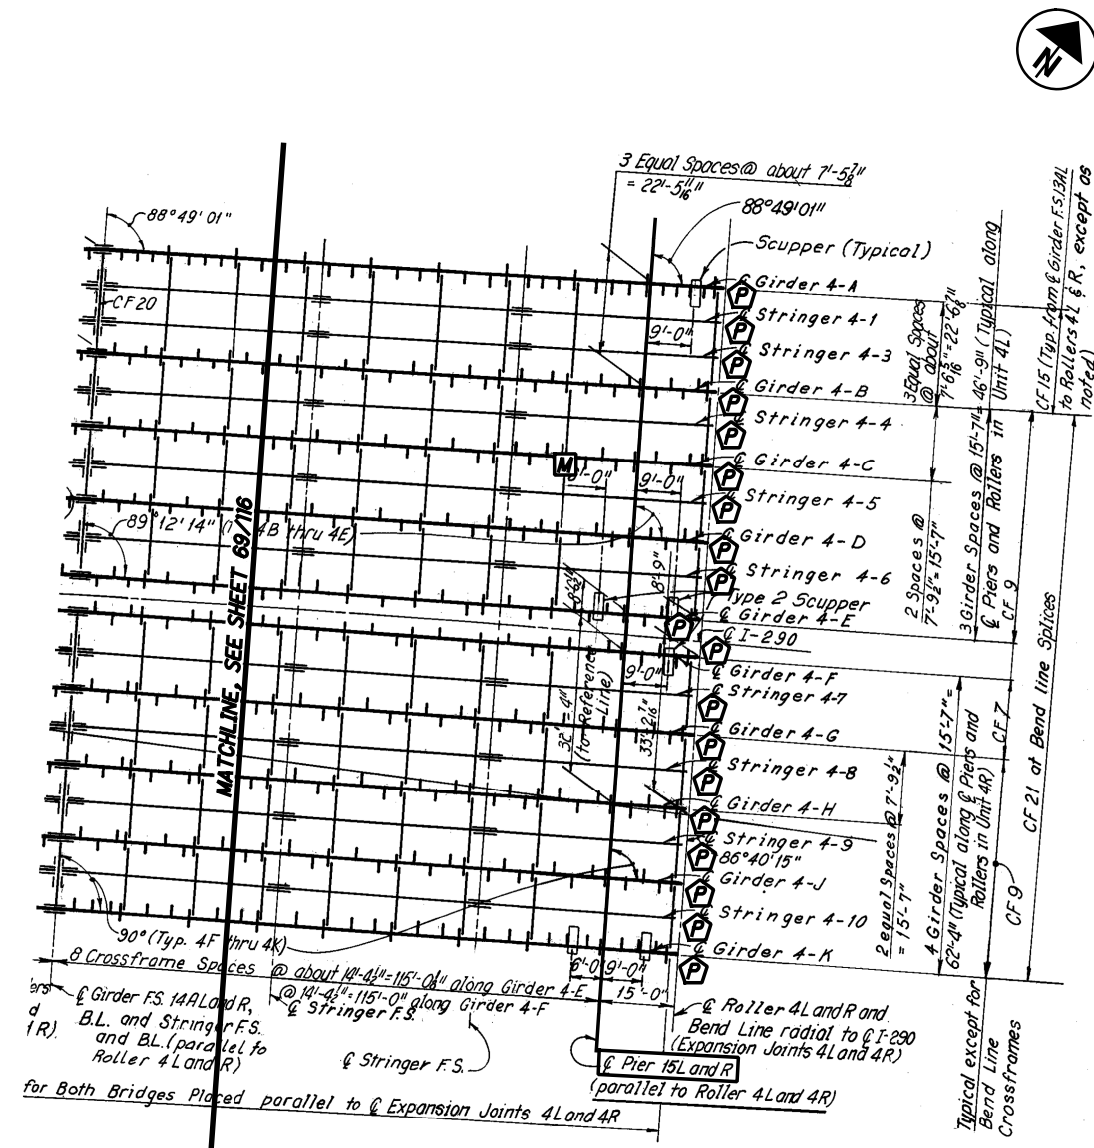 N
3 Equal Spaces @ about 7'-5 7/8"
= 22'-5 11/16"
88°49'01"
88°49'01"
Scupper (Typical)
℄ Girder 4-A
P
CF20
℄ Stringer 4-1
P
9'-0"
℄ Stringer 4-3
P
℄ Girder 4-B
P
℄ Stringer 4-4
P
℄ Girder 4-C
P
M
9'-0"
℄ Stringer 4-5
P
89°12'14"
4B thru 4E)
℄ Girder 4-D
P
℄ Stringer 4-6
P
8'-9"
Type 2 Scupper
℄ Girder 4-E
P
℄ I-290
P
9'-0"
℄ Girder 4-F
℄ Stringer 4-7
P
32'-4"
(to Reference
Line)
℄ Girder 4-G
P
℄ Stringer 4-8
P
℄ Girder 4-H
P
℄ Stringer 4-9
P
86°40'15"
℄ Girder 4-J
P
℄ Stringer 4-10
P
℄ Girder 4-K
P
MATCHLINE, SEE SHEET 69/116
3 Equal Spaces
@ about
7'-6 5/16" = 22'-6 7/8"
2 Spaces @
7'-9½" = 15'-7"
3 Girder Spaces @ 15'-7" = 46'-9" (Typical along
℄ Piers and Rollers in Unit 4L)
CF 15 (Typ. from ℄ Girder F.S. 13AL
to Rollers 4L & R, except as
noted)
CF 9
CF 7
CF 9
CF 21 at Bend line Splices
2 equal spaces @ 7'-9½"
= 15'-7"
4 Girder Spaces @ 15'-7" =
62'-4" (Typical along ℄ Piers and
Rollers in Unit 4R)
Typical except for
Bend Line
Crossframes
90° (Typ. 4F thru 4K)
8 Crossframe Spaces @ about 14'-4½" = 115'-0⅛" along Girder 4-E
@ 14'-4½" = 115'-0" along Girder 4-F
6'-0"
9'-0"
15'-0"
℄ Girder F.S. 14AL and R,
B.L. and Stringer F.S.
and B.L. (parallel to
Roller 4L and R)
℄ Stringer F.S.
℄ Stringer F.S.
℄ Roller 4L and R and
Bend Line radial to ℄ I-290
(Expansion Joints 4L and 4R)
℄ Pier 15L and R
(parallel to Roller 4L and 4R)
for Both Bridges Placed parallel to ℄ Expansion Joints 4L and 4R